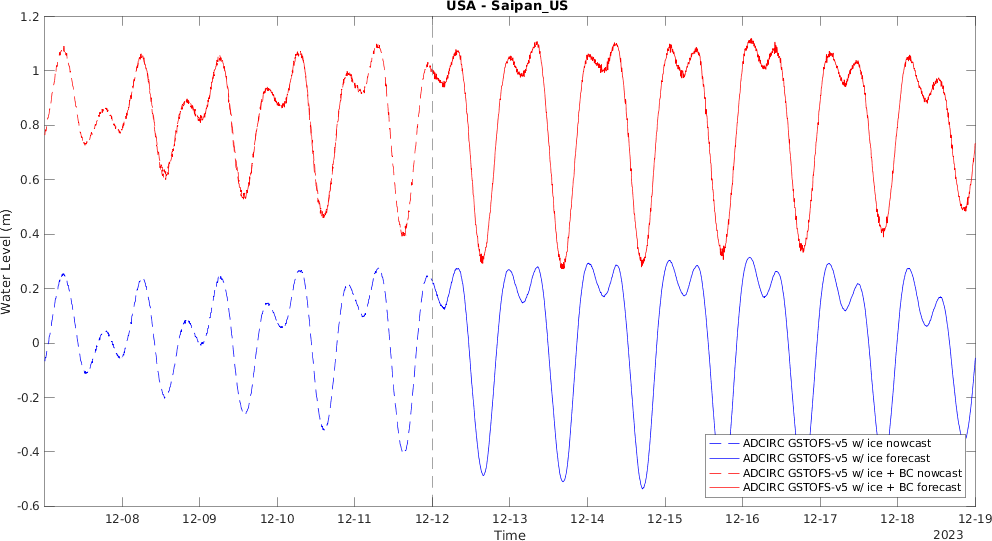 USA - Saipan_US
1.2
1
0.8
0.6
0.4
0.2
0
-0.2
-0.4
-0.6
Water Level (m)
ADCIRC GSTOFS-v5 w/ ice nowcast
ADCIRC GSTOFS-v5 w/ ice forecast
ADCIRC GSTOFS-v5 w/ ice + BC nowcast
ADCIRC GSTOFS-v5 w/ ice + BC forecast
12-08 12-09 12-10 12-11 12-12 12-13 12-14 12-15 12-16 12-17 12-18 12-19
Time
2023